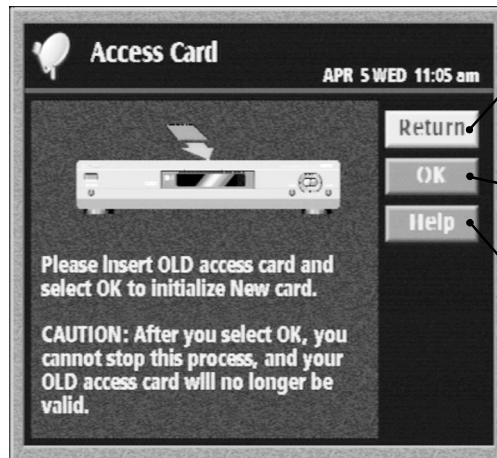 Access Card
APR 5 WED 11:05 am
Return
OK
Help
Please Insert OLD access card and
select OK to initialize New card.
CAUTION: After you select OK, you
cannot stop this process, and your
OLD access card will no longer be
valid.